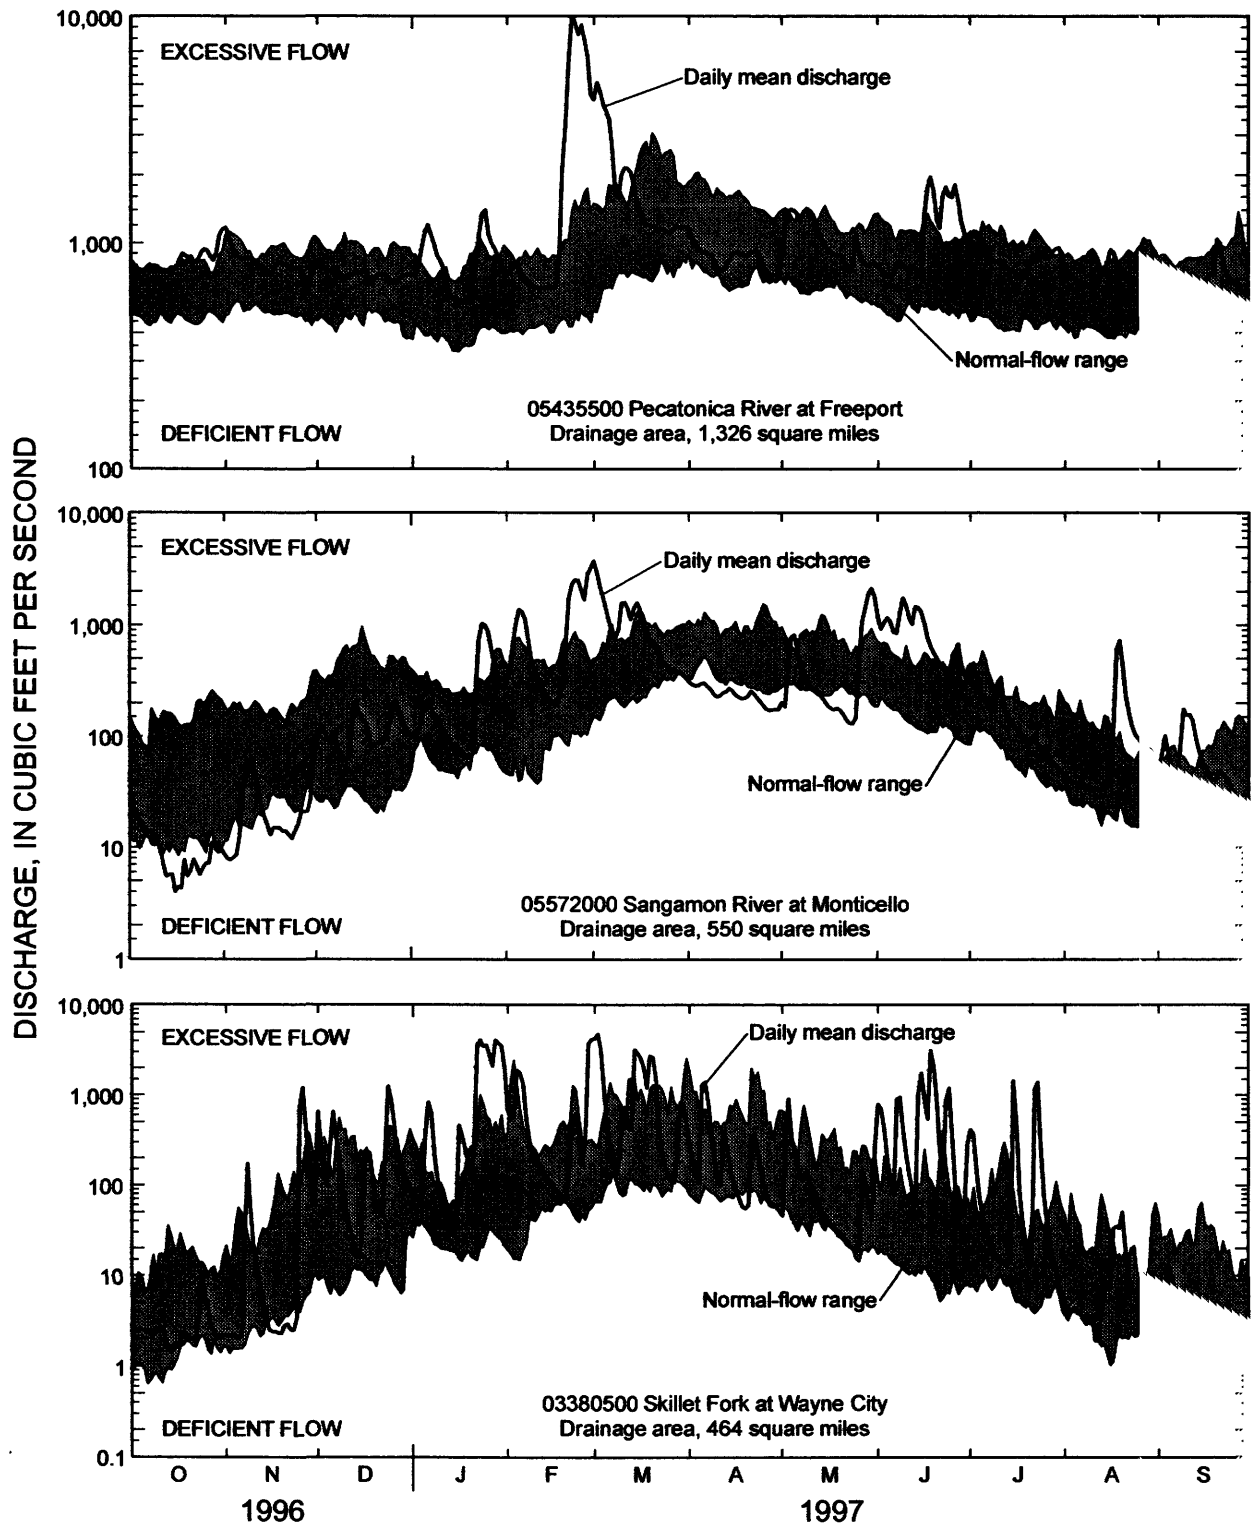 DISCHARGE, IN CUBIC FEET PER SECOND
10,000
EXCESSIVE FLOW
Daily mean discharge
1,000
Normal-flow range
05435500 Pecatonica River at Freeport
DEFICIENT FLOW
Drainage area, 1,326 square miles
100
10,000
EXCESSIVE FLOW
Daily mean discharge
1,000
100
Normal-flow range
10
05572000 Sangamon River at Monticello
DEFICIENT FLOW
Drainage area, 550 square miles
1
10,000
EXCESSIVE FLOW
Daily mean discharge
1,000
100
10
Normal-flow range
1
03380500 Skillet Fork at Wayne City
DEFICIENT FLOW
Drainage area, 464 square miles
0.1
O N D J F M A M J J A S
1996 1997